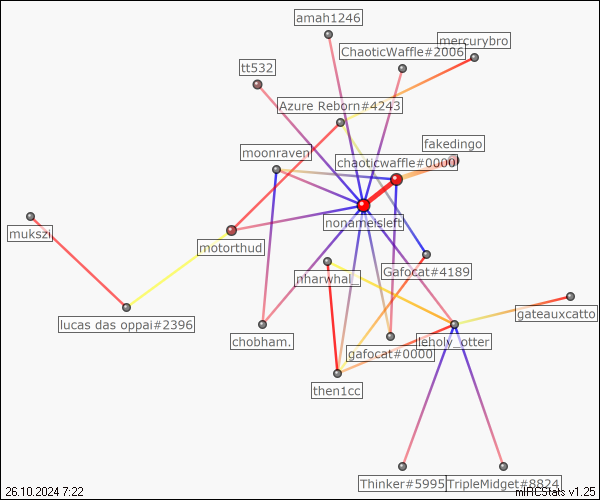 amah1246
mercurybro
ChaoticWaffle#2006
tt532
Azure Reborn#4243
fakedingo
moonraven
chaoticwaffle#0000
nonameisleft
mukszi
motorthud
Gafocat#4189
nharwhal_
gateauxcatto
lucas das oppai#2396
chobham.
leholy_otter
gafocat#0000
then1cc
Thinker#5995
TripleMidget#8824
26.10.2024 7:22
mIRCStats v1.25